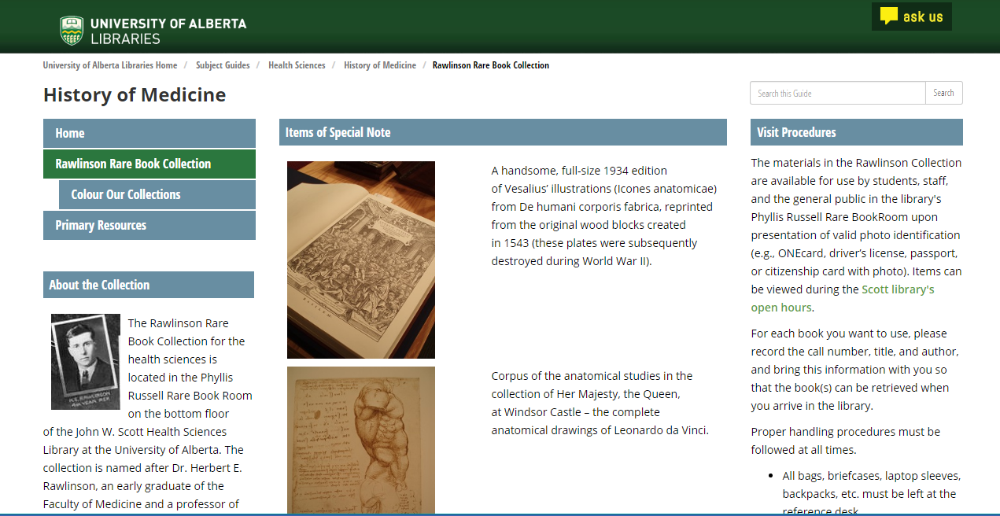 UNIVERSITY OF ALBERTA
LIBRARIES
ask us
University of Alberta Libraries Home / Subject Guides / Health Sciences / History of Medicine / Rawlinson Rare Book Collection
History of Medicine
Search this Guide
Search
Home
Rawlinson Rare Book Collection
Colour Our Collections
Primary Resources
About the Collection
The Rawlinson Rare
Book Collection for the
health sciences is
located in the Phyllis
Russell Rare Book Room
on the bottom floor
of the John W. Scott Health Sciences
Library at the University of Alberta. The
collection is named after Dr. Herbert E.
Rawlinson, an early graduate of the
Faculty of Medicine and a professor of
H.E. RAWLINSON
4TH YEAR MED
Items of Special Note
A handsome, full-size 1934 edition
of Vesalius’ illustrations (Icones anatomicae)
from De humani corporis fabrica, reprinted
from the original wood blocks created
in 1543 (these plates were subsequently
destroyed during World War II).
Corpus of the anatomical studies in the
collection of Her Majesty, the Queen,
at Windsor Castle – the complete
anatomical drawings of Leonardo da Vinci.
Visit Procedures
The materials in the Rawlinson Collection
are available for use by students, staff,
and the general public in the library's
Phyllis Russell Rare BookRoom upon
presentation of valid photo identification
(e.g., ONEcard, driver’s license, passport,
or citizenship card with photo). Items can
be viewed during the Scott library's
open hours.
For each book you want to use, please
record the call number, title, and author,
and bring this information with you so
that the book(s) can be retrieved when
you arrive in the library.
Proper handling procedures must be
followed at all times.
• All bags, briefcases, laptop sleeves,
backpacks, etc. must be left at the
reference desk